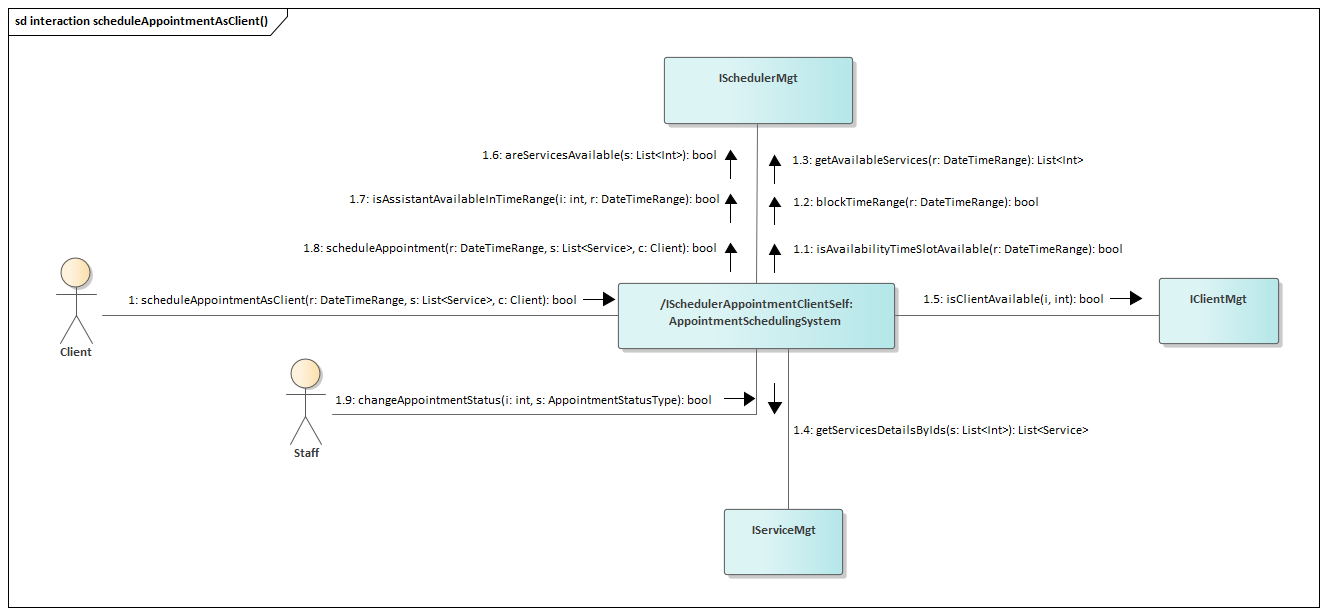 sd interaction scheduleAppointmentAsClient()
ISchedulerMgt
1.6: areServicesAvailable(s: List<Int>): bool
1.3: getAvailableServices(r: DateTimeRange): List<Int>
1.7: isAssistantAvailableInTimeRange(i: int, r: DateTimeRange): bool
1.2: blockTimeRange(r: DateTimeRange): bool
1.8: scheduleAppointment(r: DateTimeRange, s: List<Service>, c: Client): bool
1.1: isAvailabilityTimeSlotAvailable(r: DateTimeRange): bool
1: scheduleAppointmentAsClient(r: DateTimeRange, s: List<Service>, c: Client): bool
/ISchedulerAppointmentClientSelf:
AppointmentSchedulingSystem
1.5: isClientAvailable(i, int): bool
IClientMgt
Client
1.9: changeAppointmentStatus(i: int, s: AppointmentStatusType): bool
Staff
1.4: getServicesDetailsByIds(s: List<Int>): List<Service>
IServiceMgt